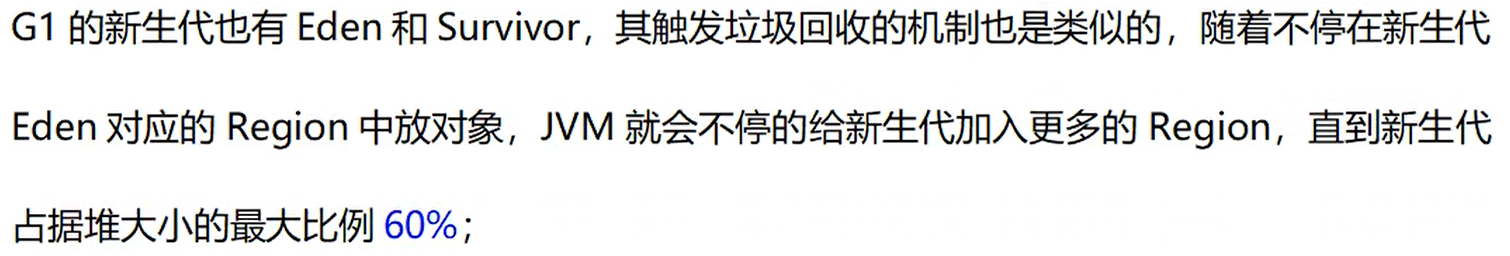 G1 的新生代也有 Eden 和 Survivor，其触发垃圾回收的机制也是类似的，随着不停在新生代
Eden 对应的 Region 中放对象，JVM 就会不停的给新生代加入更多的 Region，直到新生代
占据堆大小的最大比例 60%；